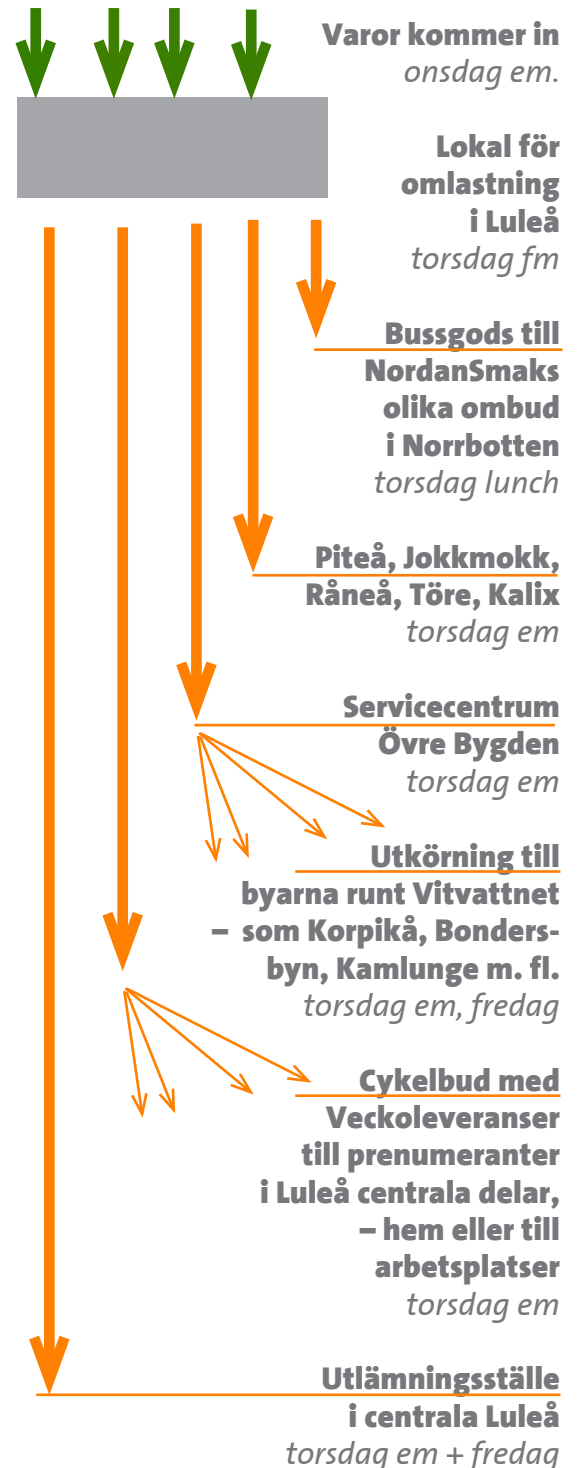 Varor kommer in
onsdag em.
Lokal för
omlastning
i Luleå
torsdag fm
Bussgods till
NordanSmaks
olika ombud
i Norrbotten
torsdag lunch
Piteå, Jokkmokk,
Råneå, Töre, Kalix
torsdag em
Servicecentrum
Övre Bygden
torsdag em
Utkörning till
byarna runt Vitvattnet
– som Korpikå, Bonders-
byn, Kamlunge m. fl.
torsdag em, fredag
Cykelbud med
Veckoleveranser
till prenumeranter
i Luleå centrala delar,
– hem eller till
arbetsplatser
torsdag em
Utlämningsställe
i centrala Luleå
torsdag em + fredag